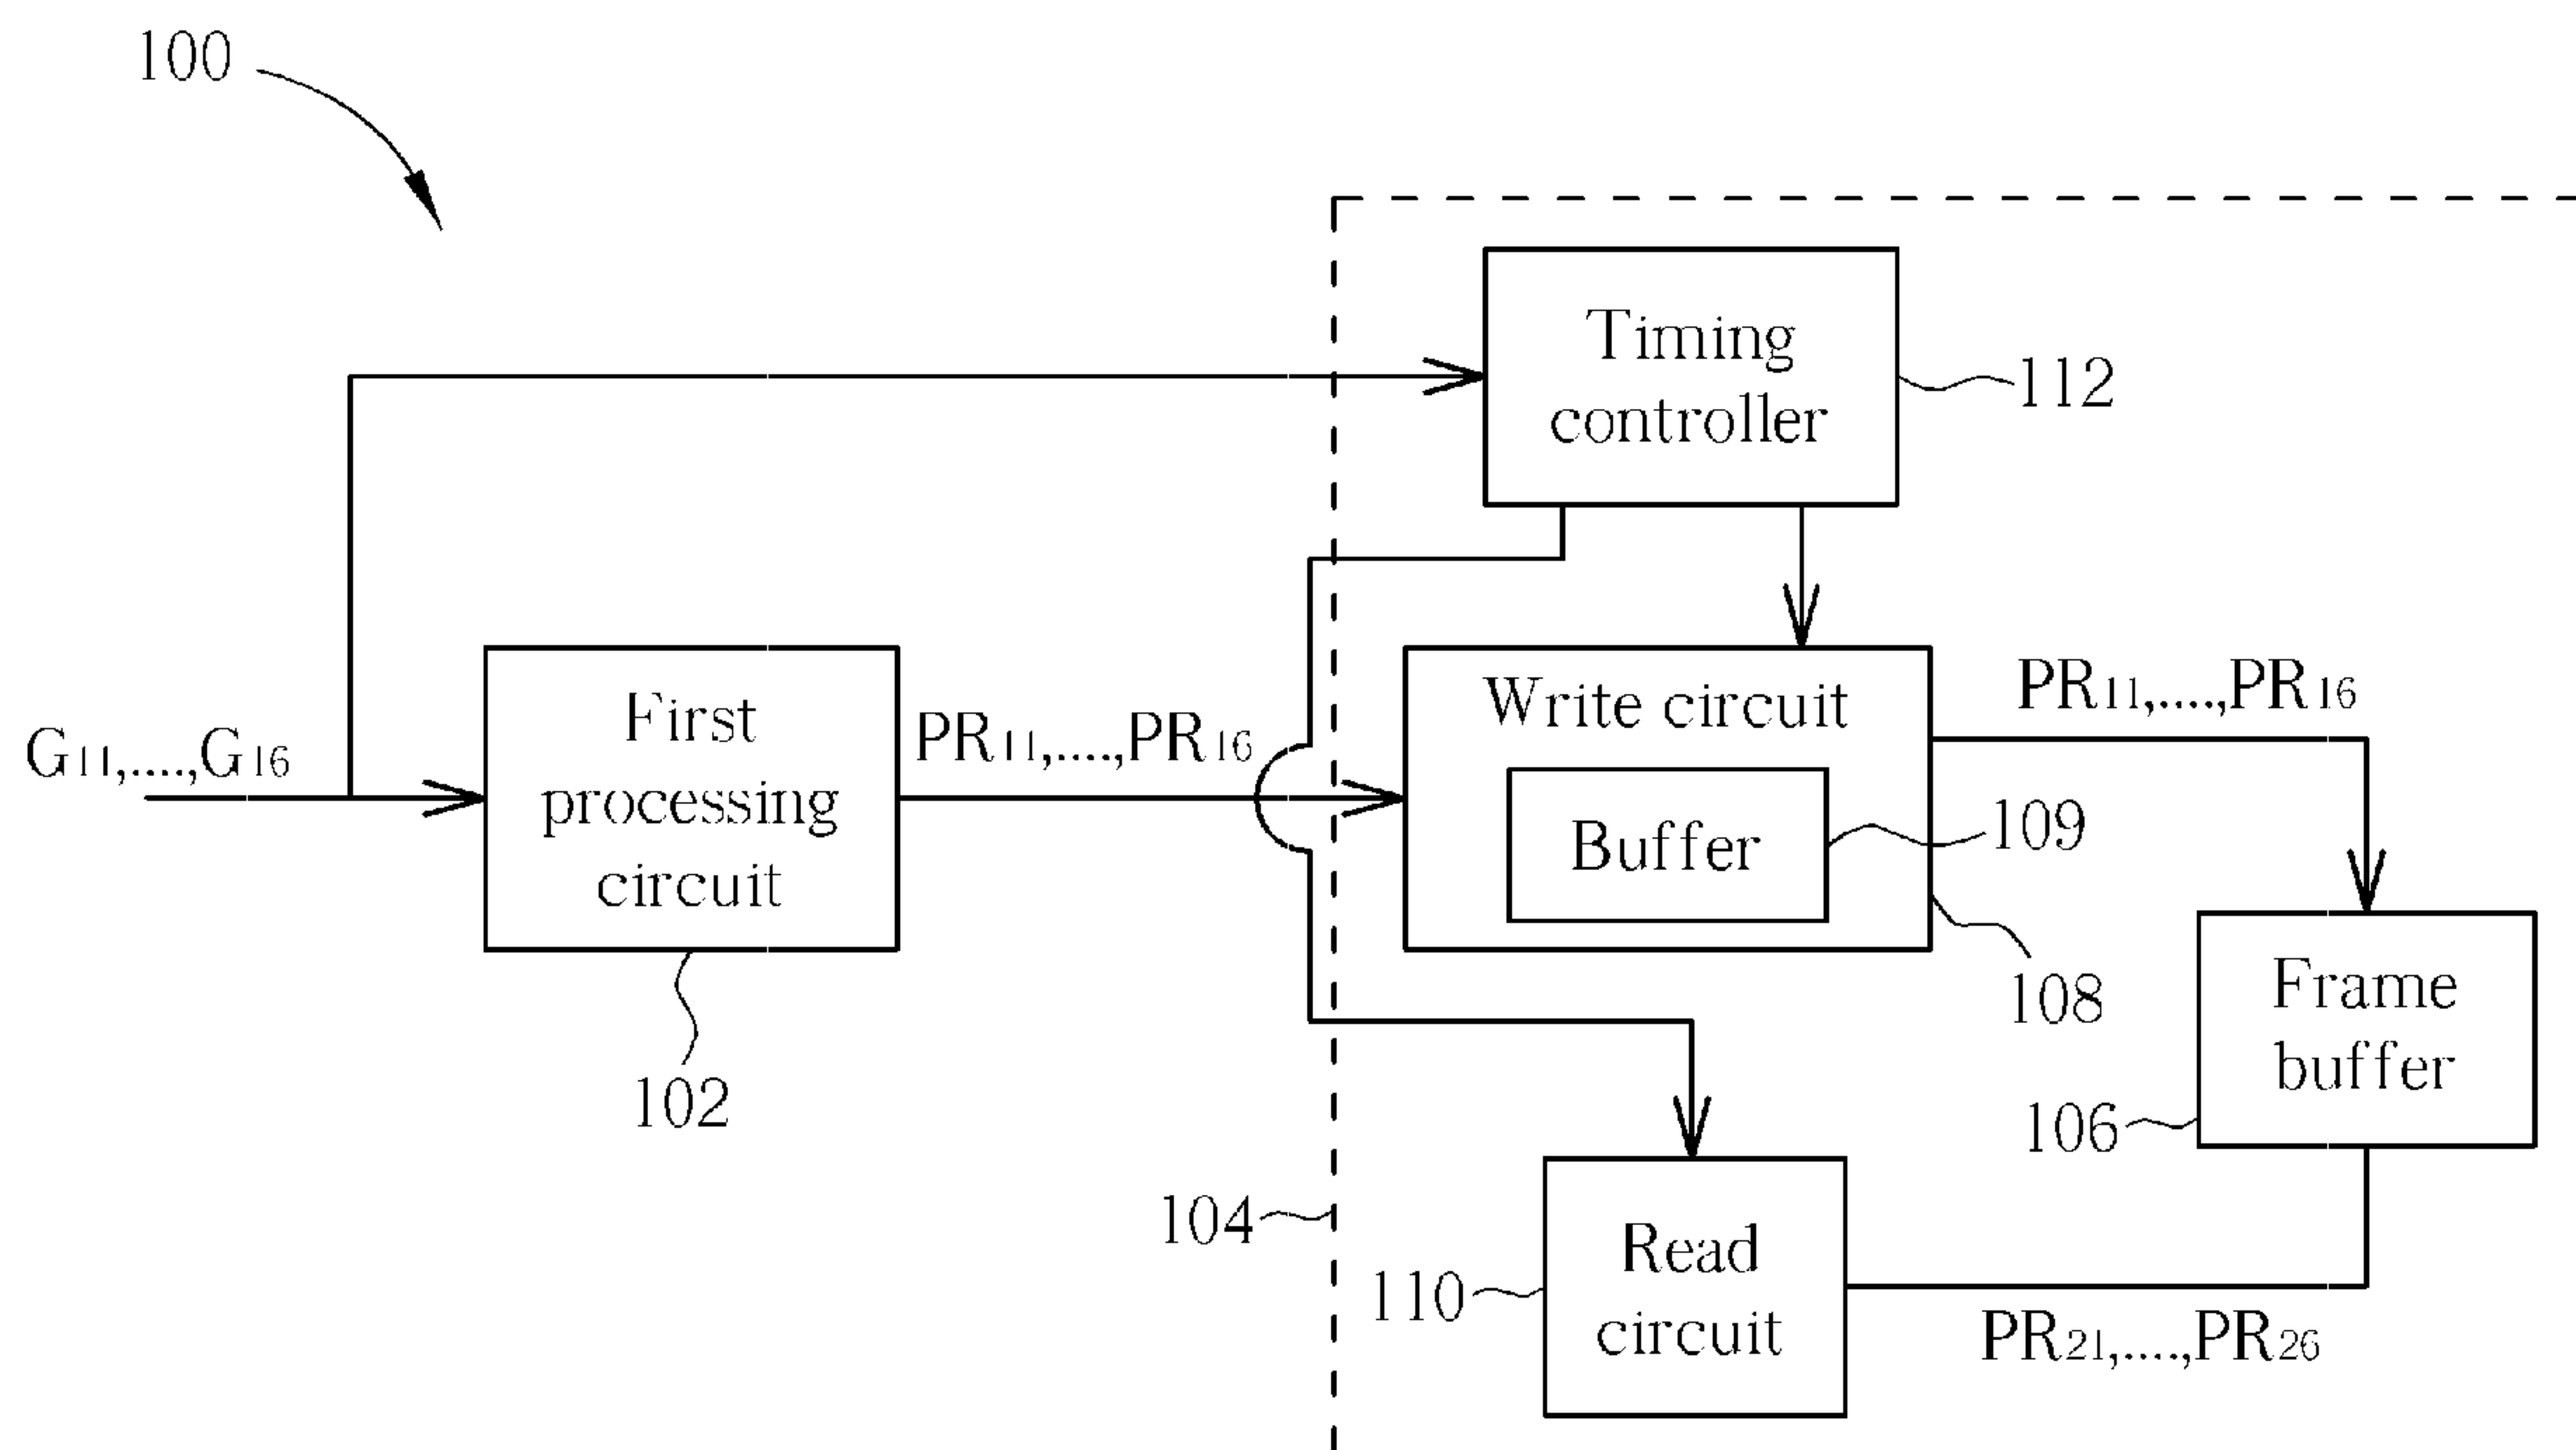 100
Timing
controller
112
G11,....,G16
First
processing
circuit
102
PR11,....,PR16
Write circuit
Buffer
109
108
PR11,....,PR16
Frame
buffer
106
104
110
Read
circuit
PR21,....,PR26